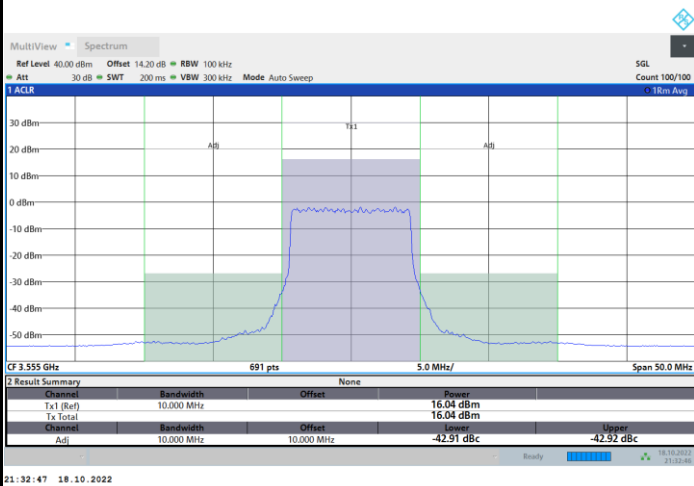 MultiView Spectrum
Ref Level 40.00 dBm Offset 14.20 dB RBW 100 kHz SGL
Att 30 dB SWT 200 ms VBW 300 kHz Mode Auto Sweep Count 100/100
1 ACLR 1Rm Avg
Tx1
Adj Adj
30 dBm
20 dBm
10 dBm
0 dBm
-10 dBm
-20 dBm
-30 dBm
-40 dBm
-50 dBm
CF 3.555 GHz 691 pts 5.0 MHz/ Span 50.0 MHz
2 Result Summary None
Channel Bandwidth Offset Power
Tx1 (Ref) 10.000 MHz 16.04 dBm
Tx Total 16.04 dBm
Channel Bandwidth Offset Lower Upper
Adj 10.000 MHz 10.000 MHz -42.91 dBc -42.92 dBc
Ready 18.10.2022
21:32:46
21:32:47 18.10.2022